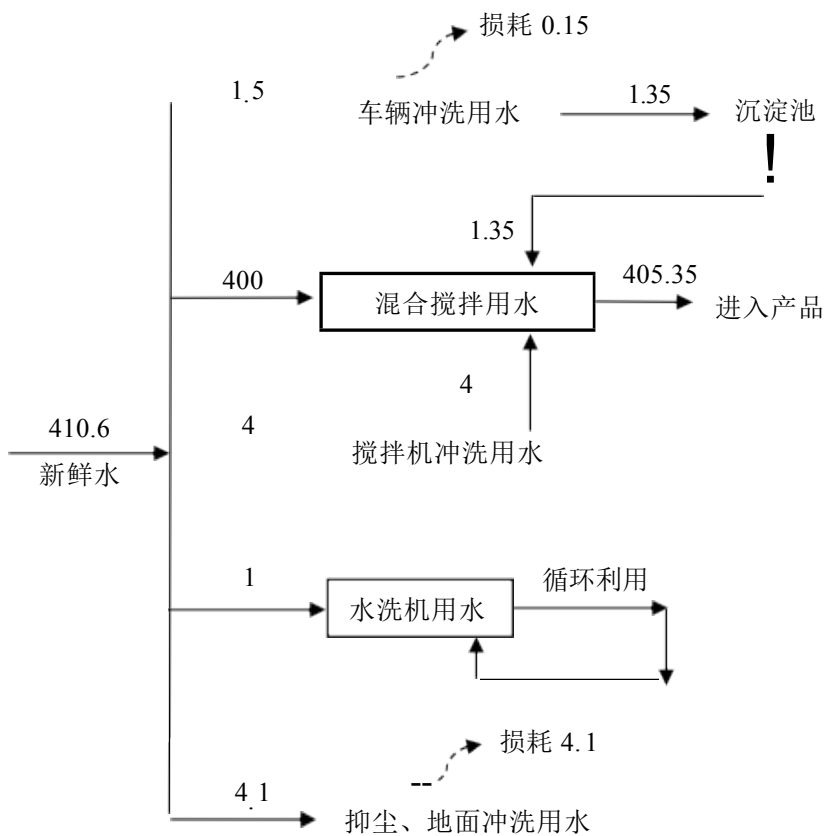 损耗 0.15
1.5
车辆冲洗用水
1.35
沉淀池
1.35
400
混合搅拌用水
405.35
进入产品
4
4
410.6
新鲜水
搅拌机冲洗用水
1
水洗机用水
循环利用
损耗 4.1
4.1
抑尘、地面冲洗用水